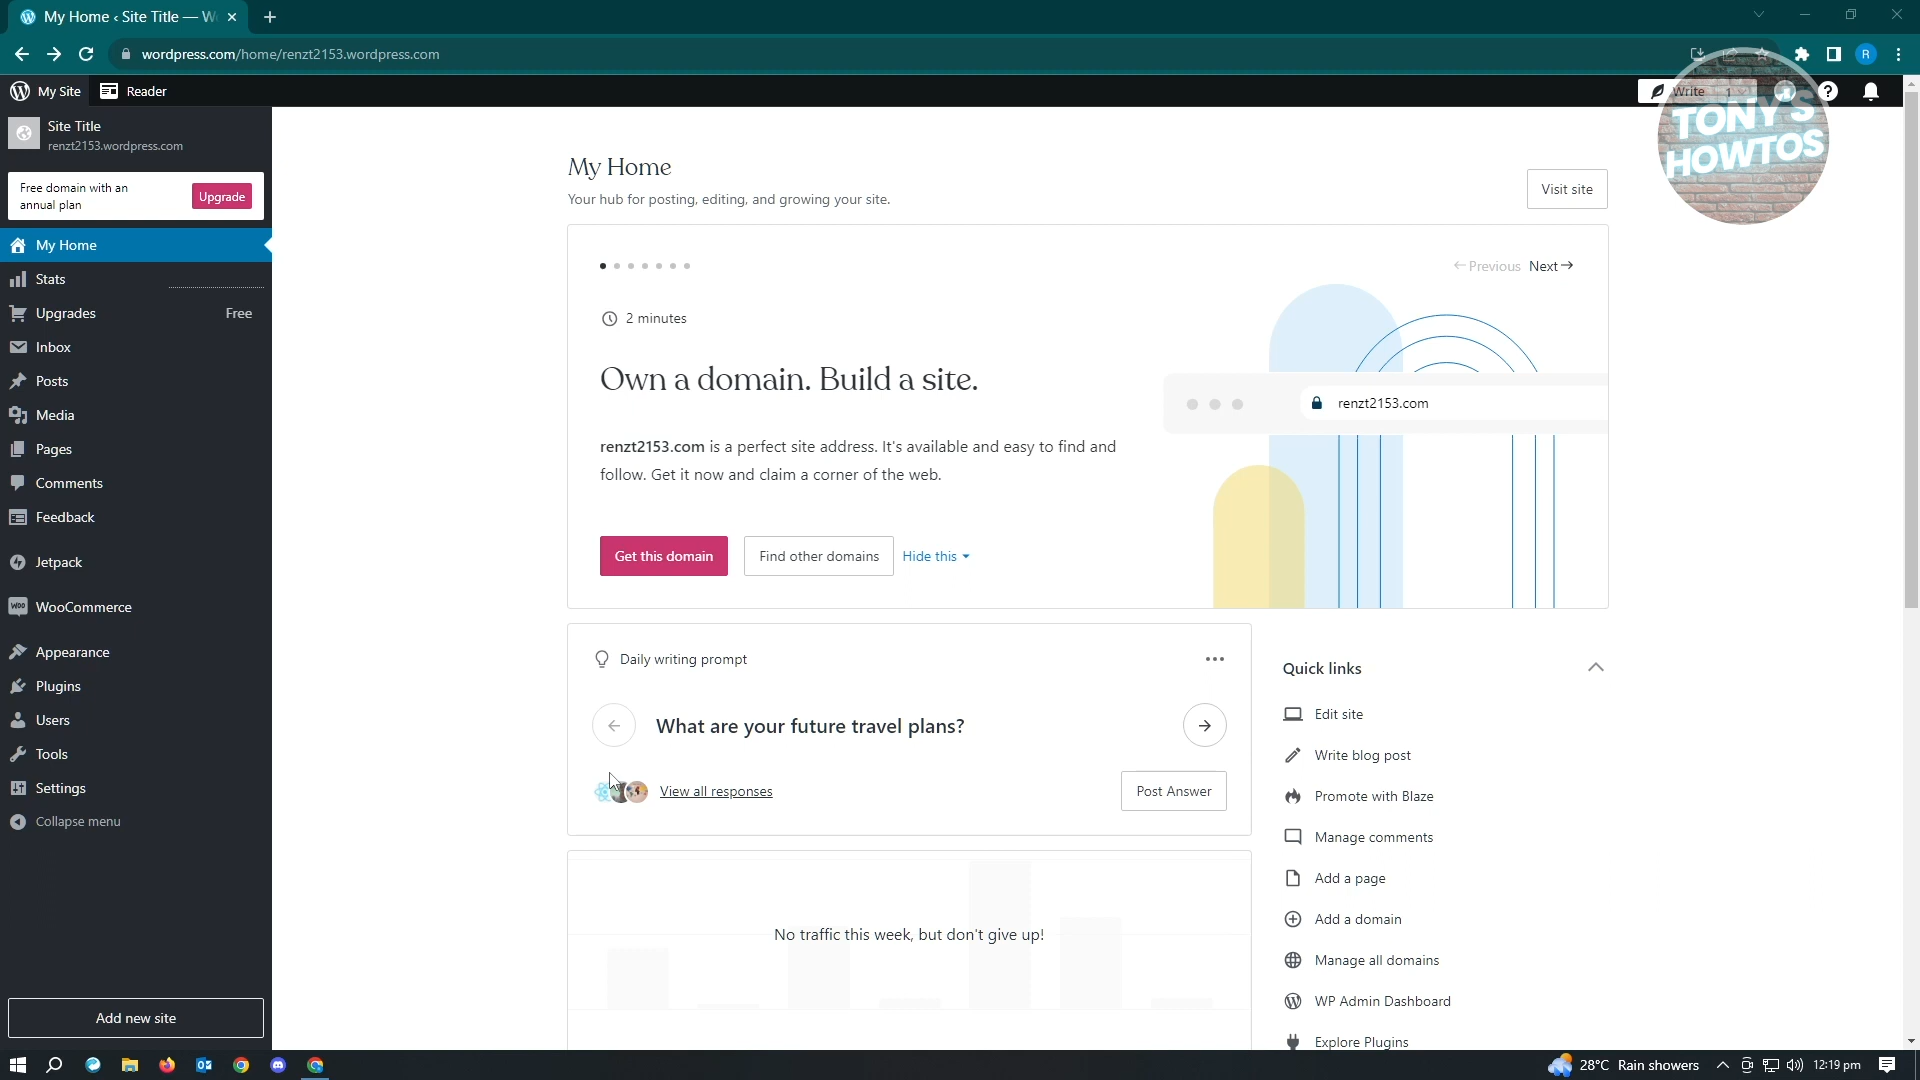 My Home ‹ Site Title — W
wordpress.com/home/renzt2153.wordpress.com
My Site
Reader
Write
1
TONY'S
HOWTOS
Site Title
renzt2153.wordpress.com
Free domain with an
annual plan
Upgrade
My Home
Stats
Upgrades
Free
Inbox
Posts
Media
Pages
Comments
Feedback
Jetpack
WooCommerce
Appearance
Plugins
Users
Tools
Settings
Collapse menu
Add new site
My Home
Your hub for posting, editing, and growing your site.
Visit site
←Previous Next→
2 minutes
Own a domain. Build a site.
renzt2153.com is a perfect site address. It's available and easy to find and
follow. Get it now and claim a corner of the web.
Get this domain
Find other domains
Hide this
renzt2153.com
Daily writing prompt
What are your future travel plans?
View all responses
Post Answer
No traffic this week, but don't give up!
Quick links
Edit site
Write blog post
Promote with Blaze
Manage comments
Add a page
Add a domain
Manage all domains
WP Admin Dashboard
Explore Plugins
28°C Rain showers
12:19 pm